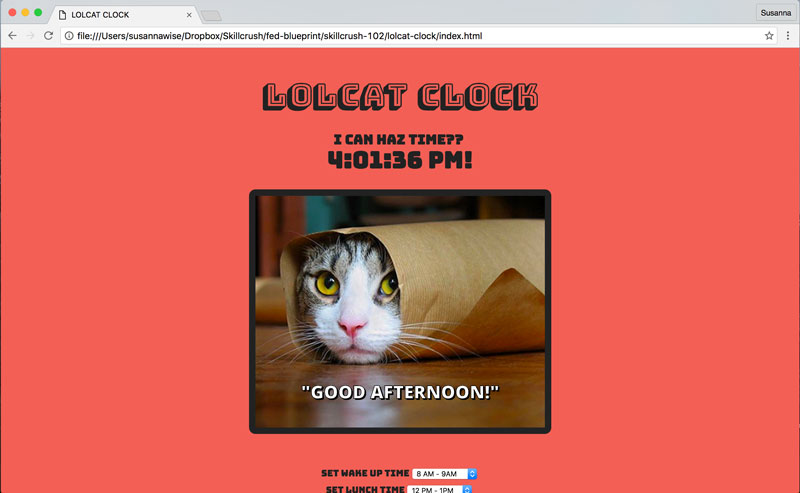 LOLCAT CLOCK
Susanna
file:///Users/susannawise/Dropbox/Skillcrush/fed-blueprint/skillcrush-102/lolcat-clock/index.html
LOLCAT CLOCK
I CAN HAZ TIME??
4:01:36 PM!
"GOOD AFTERNOON!"
SET WAKE UP TIME 8 AM - 9AM
SET LUNCH TIME 12 PM - 1PM